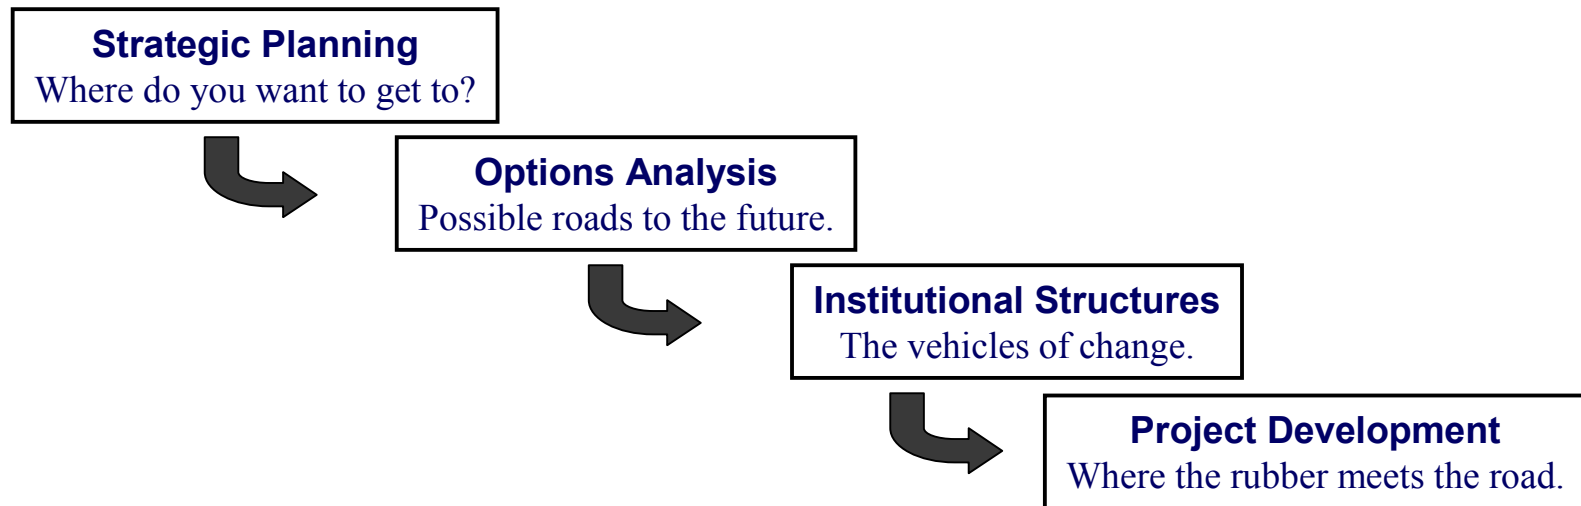 Strategic Planning
Where do you want to get to?
Options Analysis
Possible roads to the future.
Institutional Structures
The vehicles of change.
Project Development
Where the rubber meets the road.